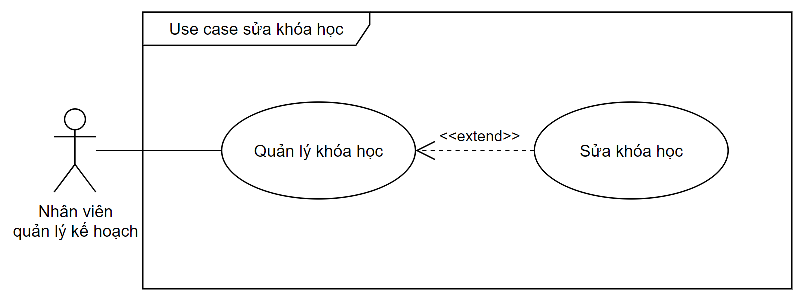 Use case sửa khóa học
Quản lý khóa học
<<extend>>
Sửa khóa học
Nhân viên
quản lý kế hoạch